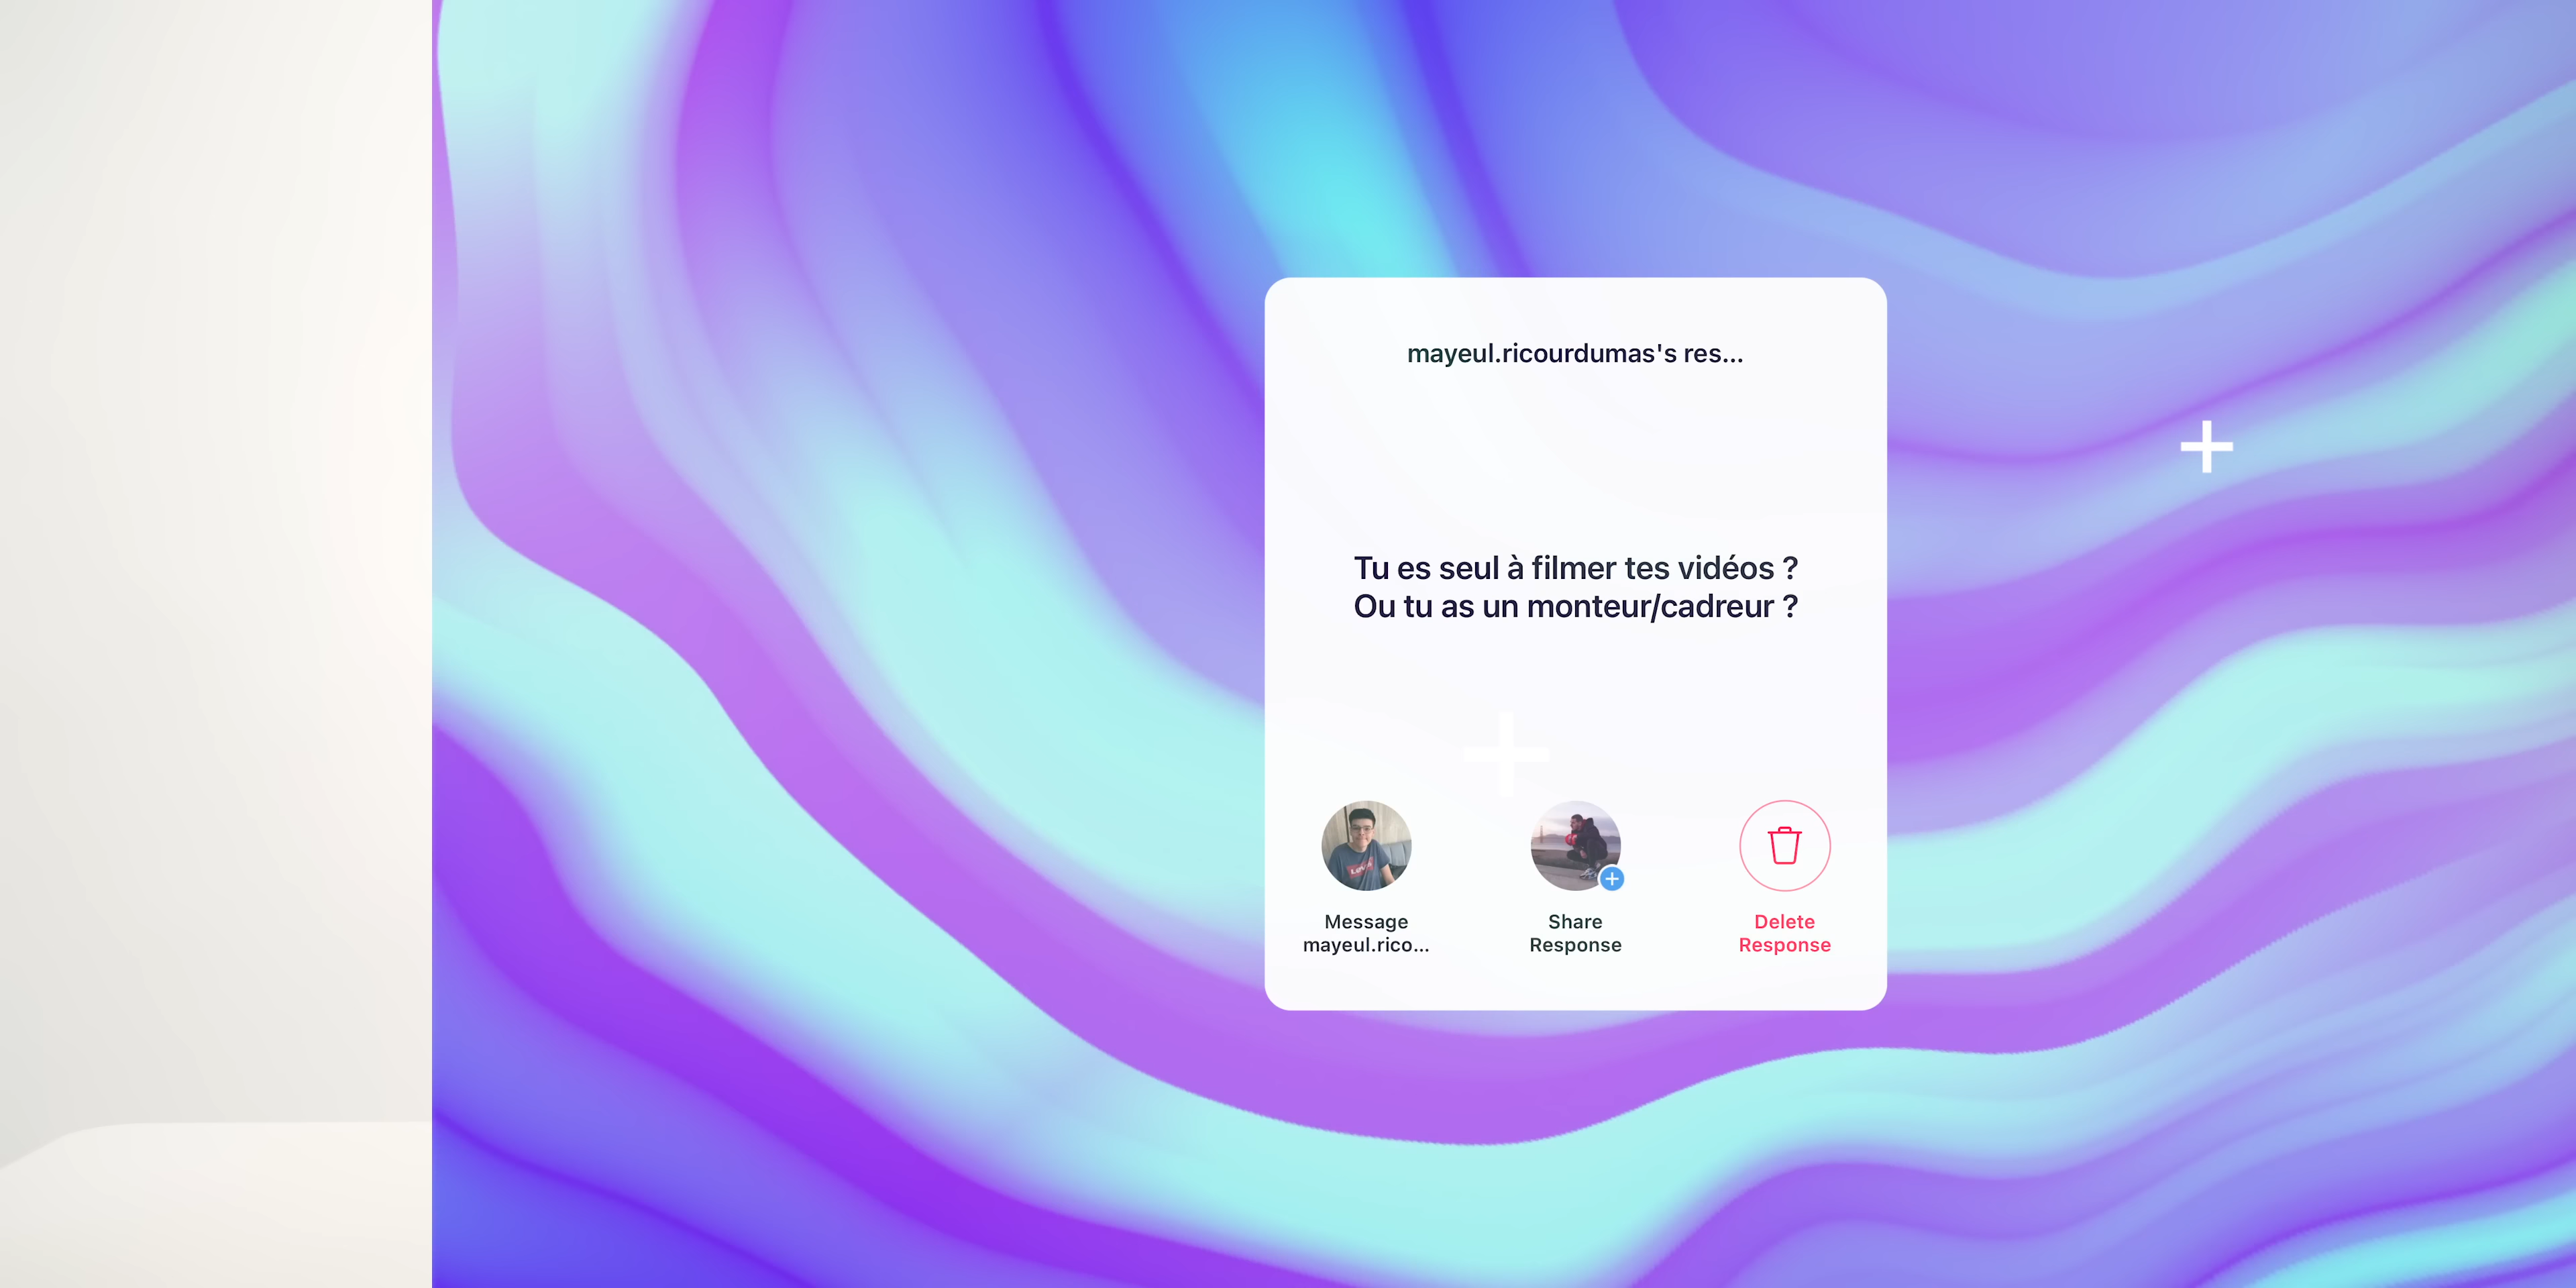 mayeul.ricourdumas's res...
Tu es seul à filmer tes vidéos ?
Ou tu as un monteur/cadreur ?
Message
mayeul.rico...
Share
Response
Delete
Response